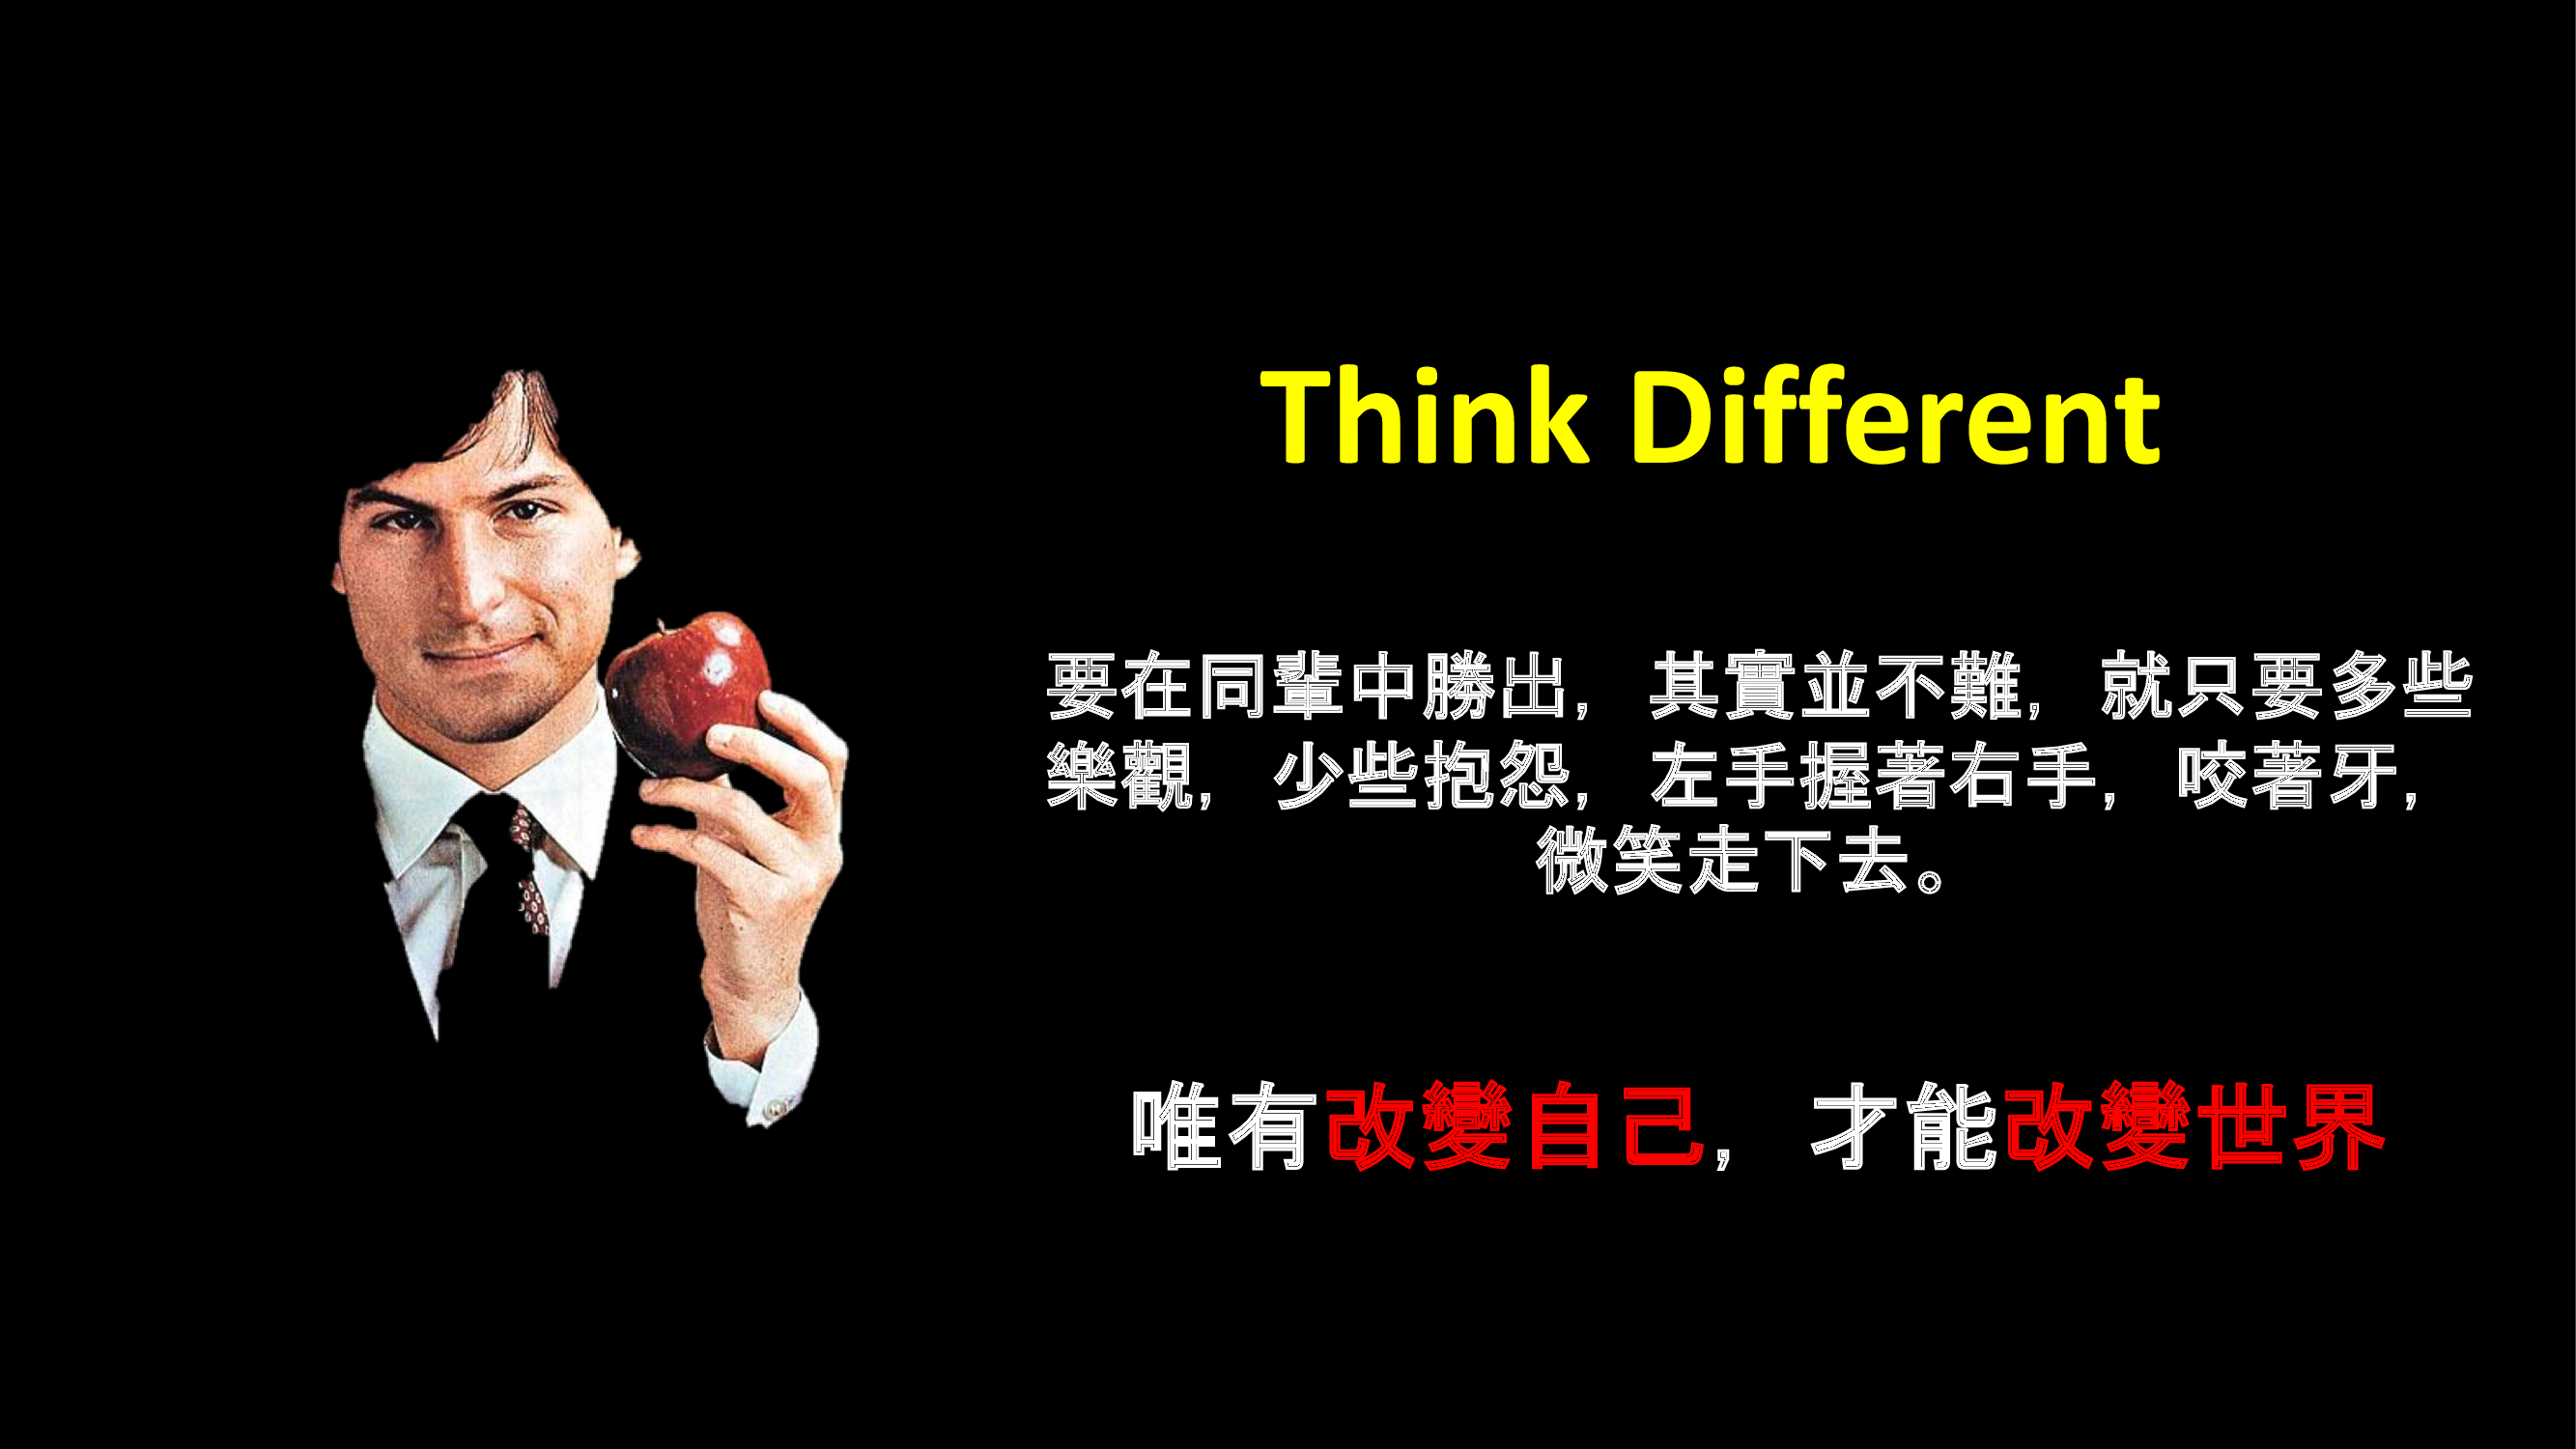 Think Different
要在同輩中勝出，其實並不難，就只要多些
樂觀，少些抱怨，左手握著右手，咬著牙，
微笑走下去。
唯有改變自己，才能改變世界